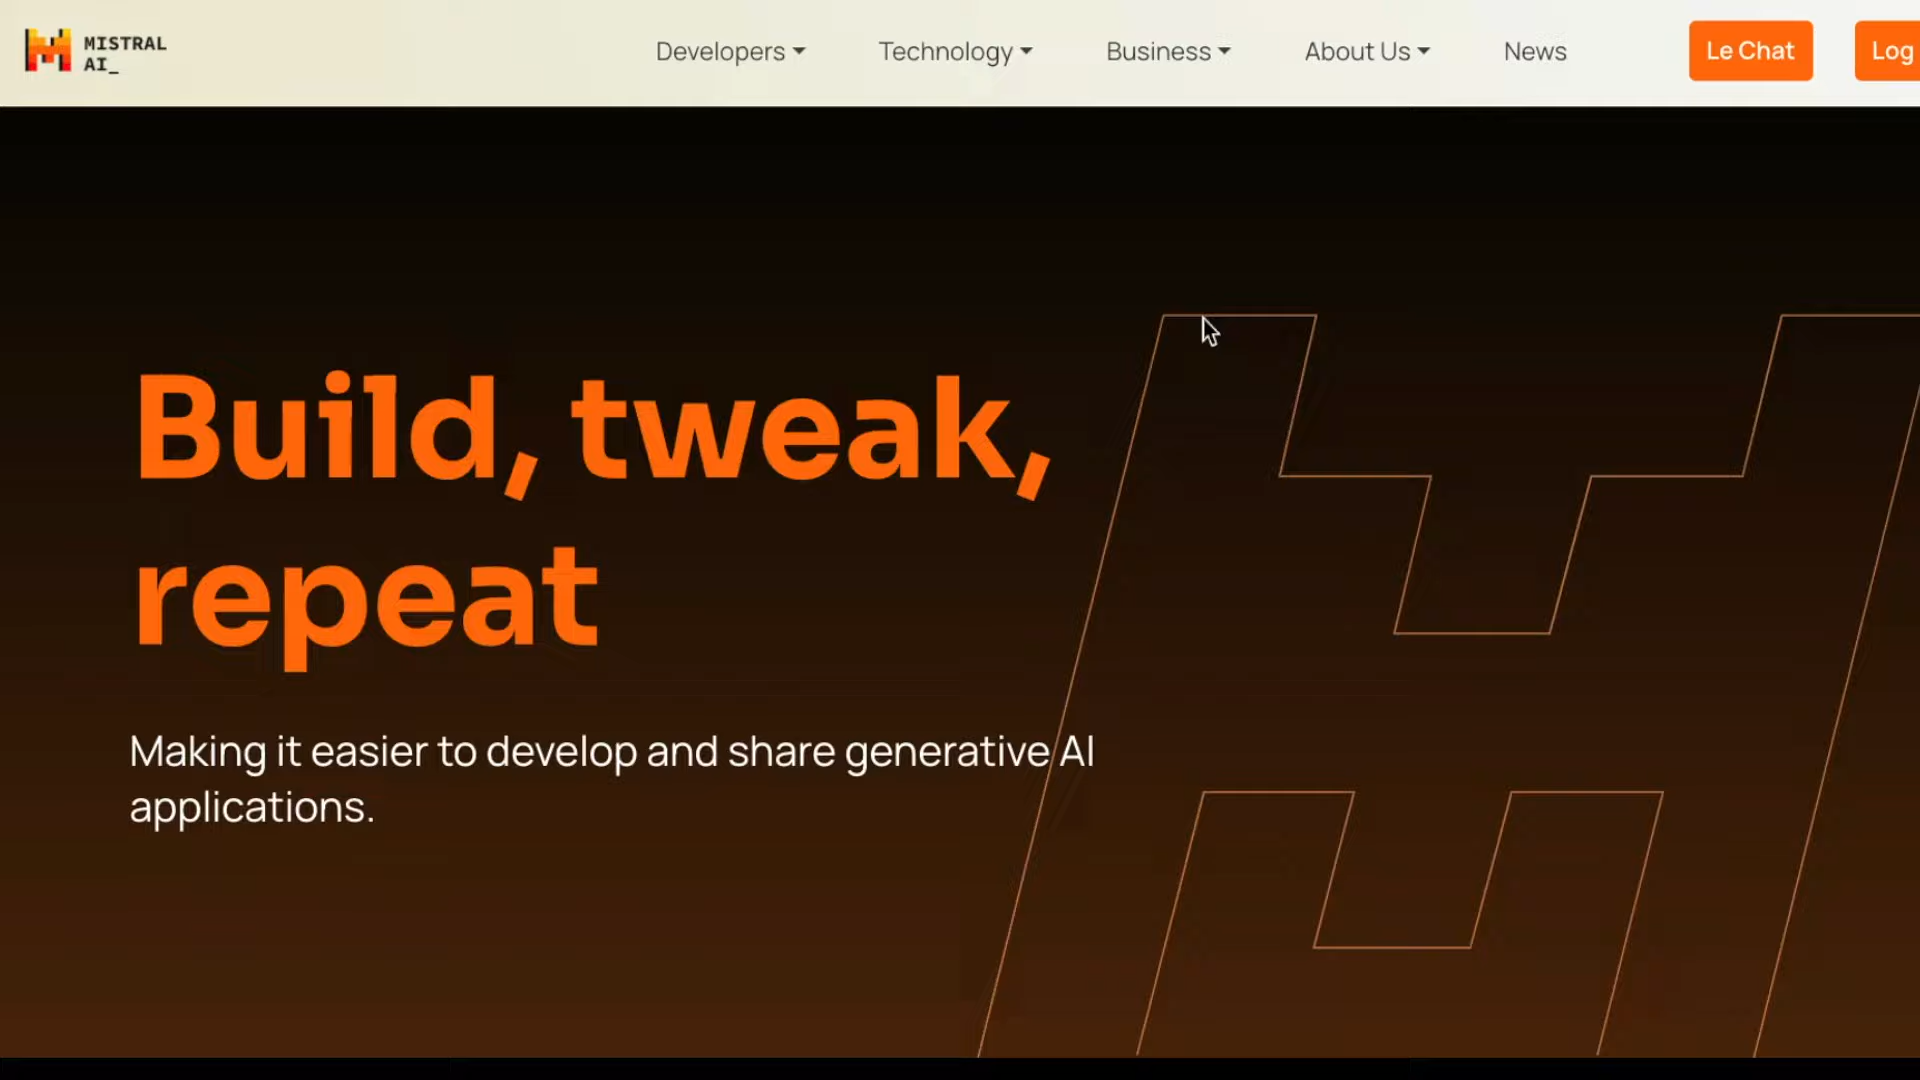 MISTRAL
AI_
Developers
Technology
Business
About Us
News
Le Chat
Log
Build, tweak,
repeat
Making it easier to develop and share generative AI
applications.